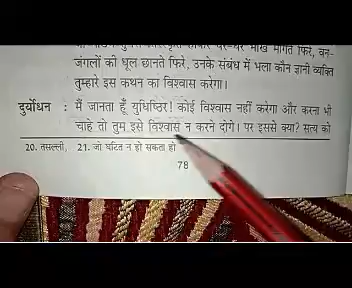 फिरे, वन-
जंगलों की धूल छानते फिरे, उनके संबंध में भला कौन ज्ञानी व्यक्ति
तुम्हारे इस कथन का विश्वास करेगा।
दुर्योधन : मैं जानता हूँ युधिष्ठिर! कोई विश्वास नहीं करेगा और करना भी
चाहे तो तुम इसे विश्वास न करने दोगे। पर इससे क्या? सत्य को
20. तसल्ली, 21. जो घटित न हो सकता हो
78